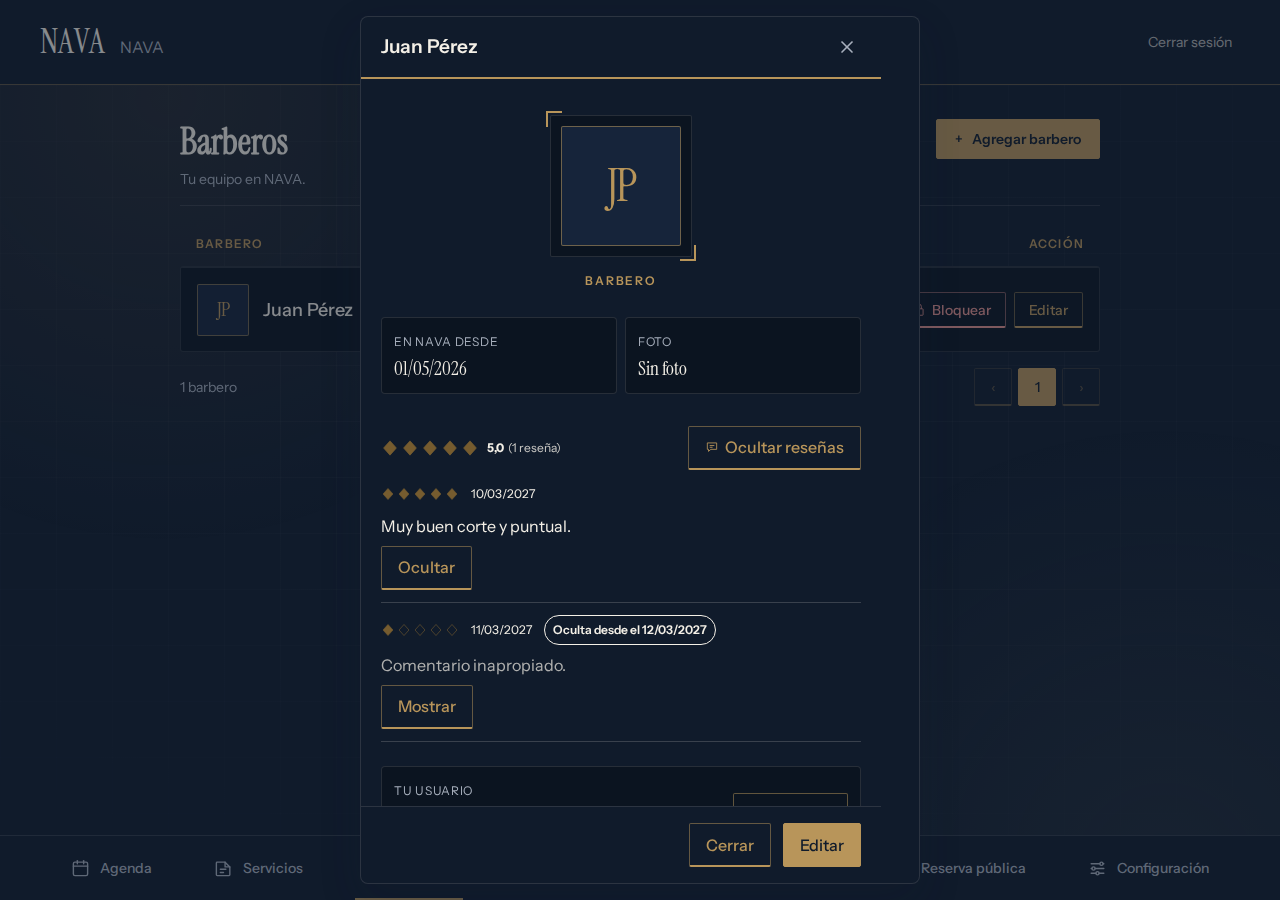 NAVA NAVA
Cerrar sesión
Juan Pérez
Barberos
Tu equipo en NAVA.
+ Agregar barbero
BARBERO
ACCIÓN
JP
Juan Pérez
Bloquear
Editar
1 barbero
‹ 1 ›
JP
BARBERO
EN NAVA DESDE
01/05/2026
FOTO
Sin foto
5,0 (1 reseña)
Ocultar reseñas
10/03/2027
Muy buen corte y puntual.
Ocultar
11/03/2027 Oculta desde el 12/03/2027
Comentario inapropiado.
Mostrar
TU USUARIO
Cerrar
Editar
Agenda
Servicios
Reserva pública
Configuración